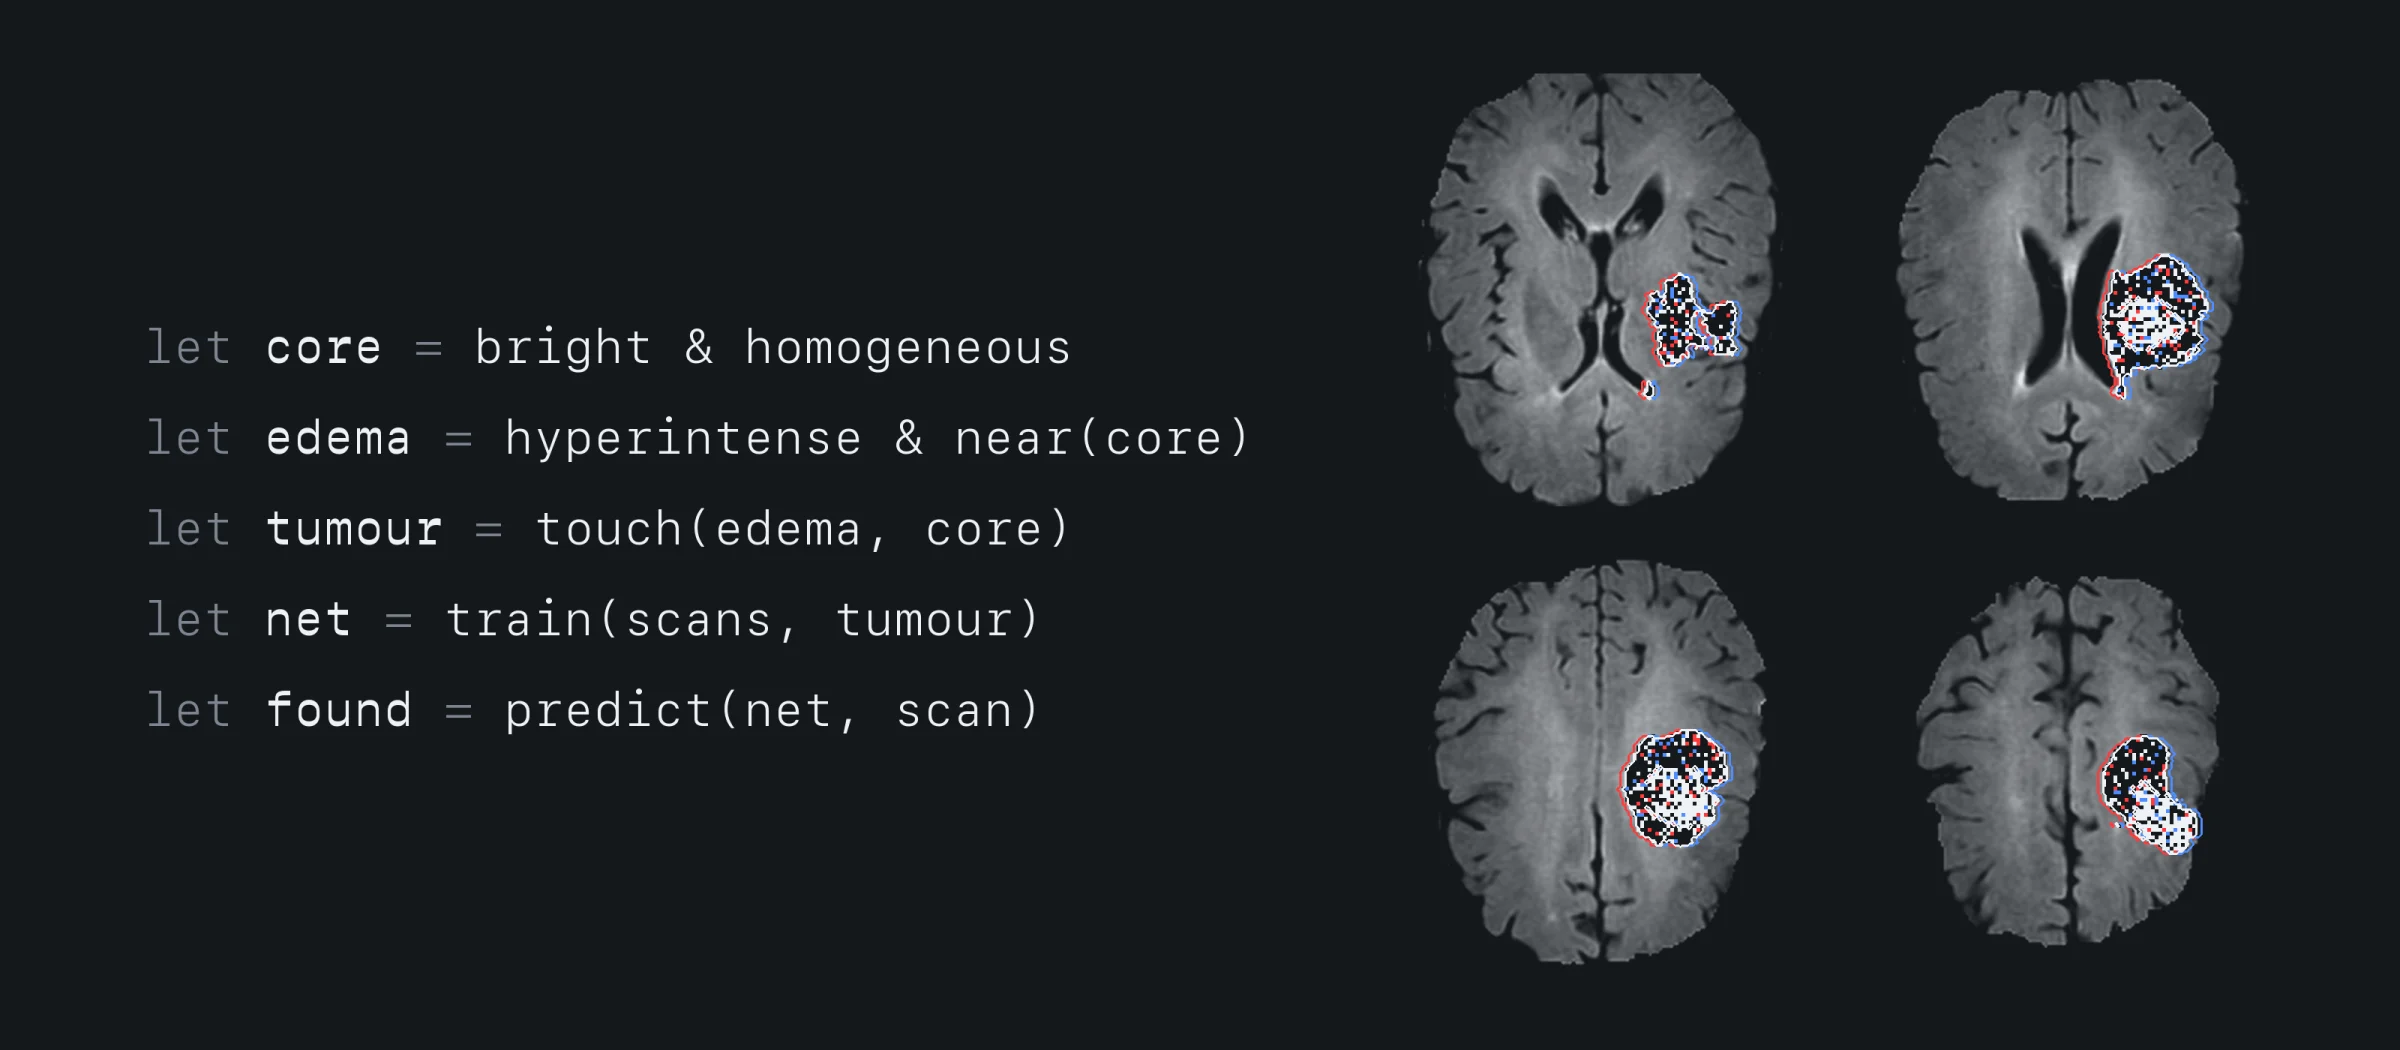 let core = bright & homogeneous
let edema = hyperintense & near(core)
let tumour = touch(edema, core)
let net = train(scans, tumour)
let found = predict(net, scan)